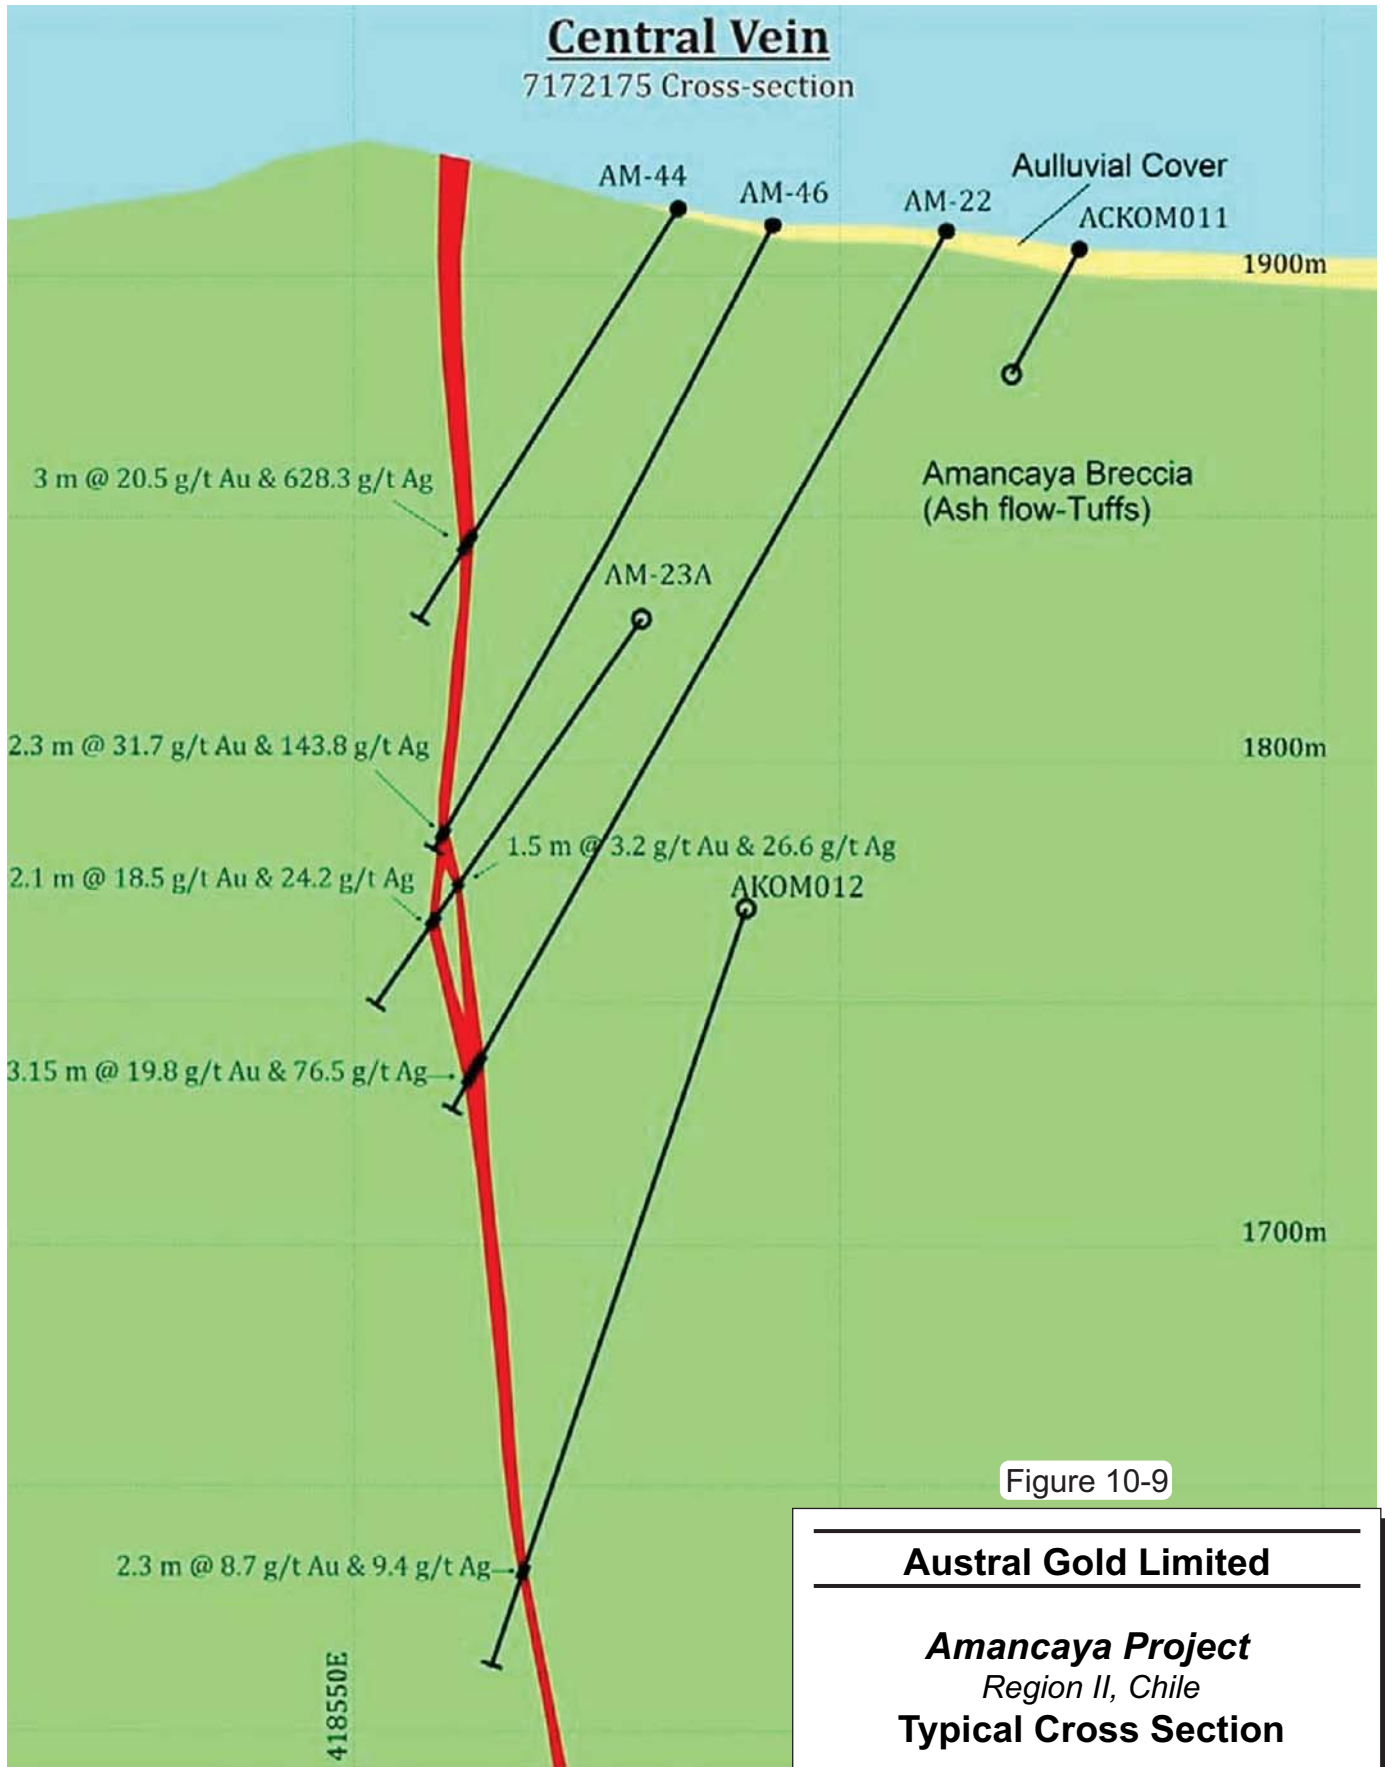 Central Vein
7172175 Cross-section
Aulluvial Cover
AM-44
AM-46
AM-22
ACKOM011
1900m
3 m @ 20.5 g/t Au & 628.3 g/t Ag
Amancaya Breccia
(Ash flow-Tuffs)
AM-23A
2.3 m @ 31.7 g/t Au & 143.8 g/t Ag
1800m
1.5 m @ 3.2 g/t Au & 26.6 g/t Ag
2.1 m @ 18.5 g/t Au & 24.2 g/t Ag
AKOM012
3.15 m @ 19.8 g/t Au & 76.5 g/t Ag
1700m
Figure 10-9
2.3 m @ 8.7 g/t Au & 9.4 g/t Ag
418550E
Austral Gold Limited
Amancaya Project
Region II, Chile
Typical Cross Section